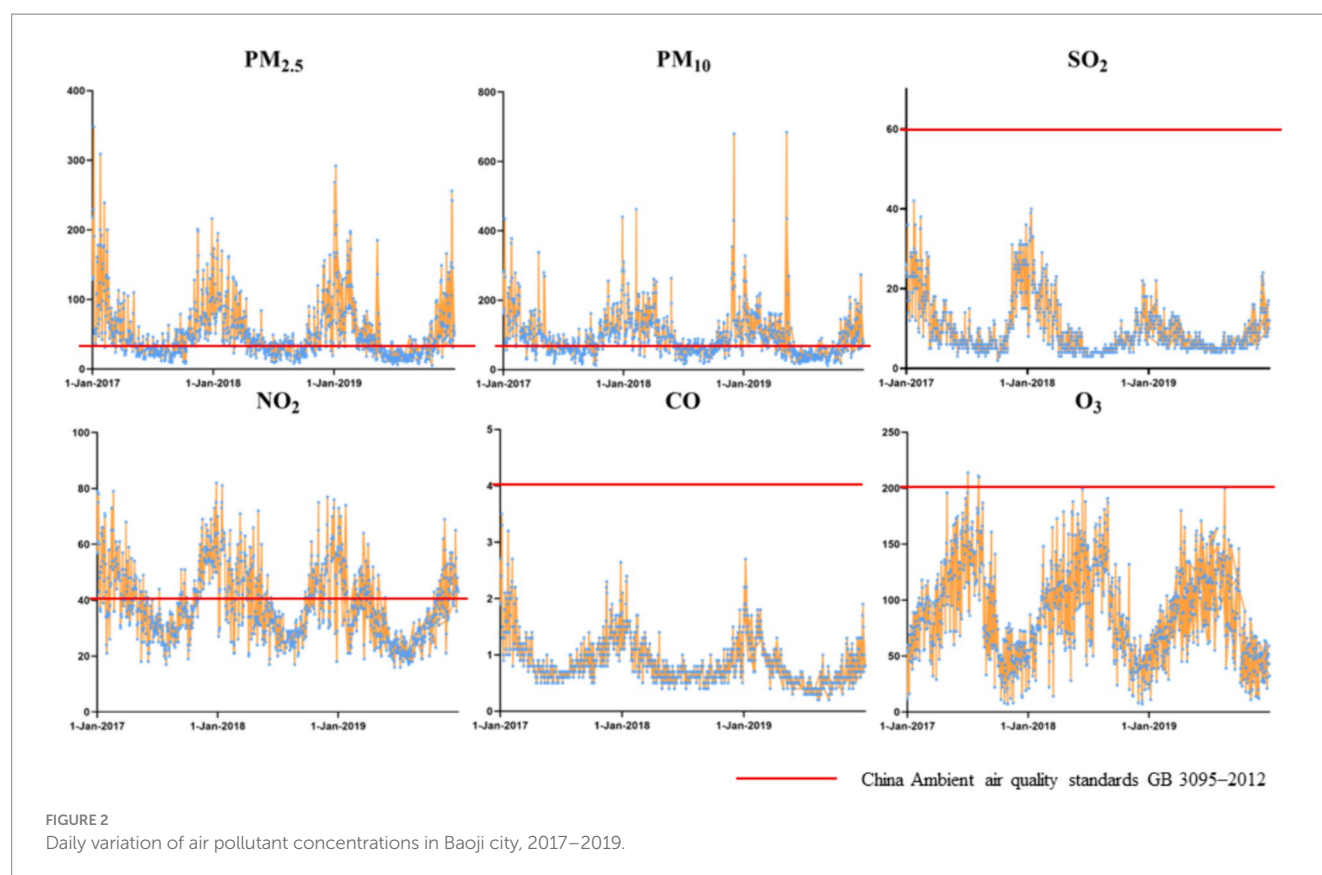 PM2.5
400
300
200
100
0
1-Jan-2017
1-Jan-2018
1-Jan-2019
PM10
800
600
400
200
0
1-Jan-2017
1-Jan-2018
1-Jan-2019
SO2
60
40
20
0
1-Jan-2017
1-Jan-2018
1-Jan-2019
NO2
100
80
60
40
20
0
1-Jan-2017
1-Jan-2018
1-Jan-2019
CO
5
4
3
2
1
0
1-Jan-2017
1-Jan-2018
1-Jan-2019
O3
250
200
150
100
50
0
1-Jan-2017
1-Jan-2018
1-Jan-2019
China Ambient air quality standards GB 3095–2012
FIGURE 2
Daily variation of air pollutant concentrations in Baoji city, 2017–2019.